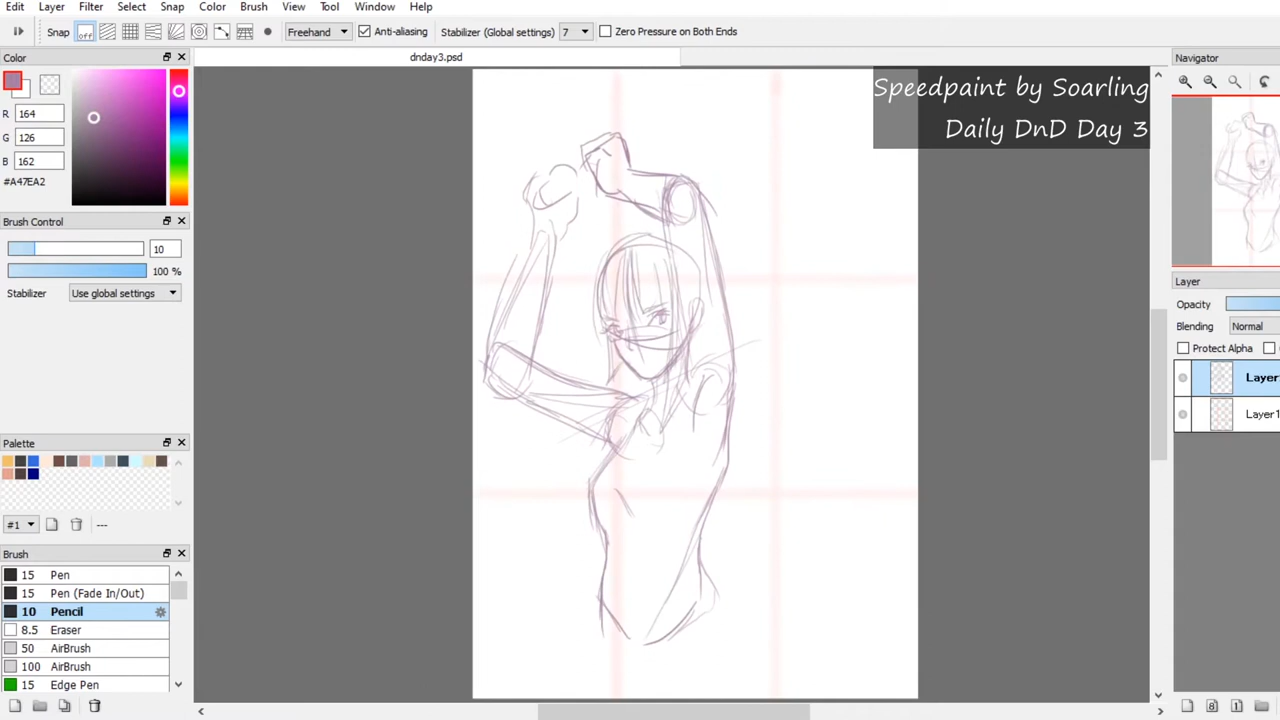 Edit Layer Filter Select Snap Color Brush View Tool Window Help
Snap off Freehand Anti-aliasing Stabilizer (Global settings) 7 Zero Pressure on Both Ends
Color
dnday3.psd
Navigator
R 164
G 126
B 162
#A47EA2
Speedpaint by Soarling
Daily DnD Day 3
Brush Control
10
100 %
Stabilizer Use global settings
Layer
Opacity
Blending Normal
Protect Alpha
Layer
Layer1
Palette
#1 ---
Brush
15 Pen
15 Pen (Fade In/Out)
10 Pencil
8.5 Eraser
50 AirBrush
100 AirBrush
15 Edge Pen
8 1